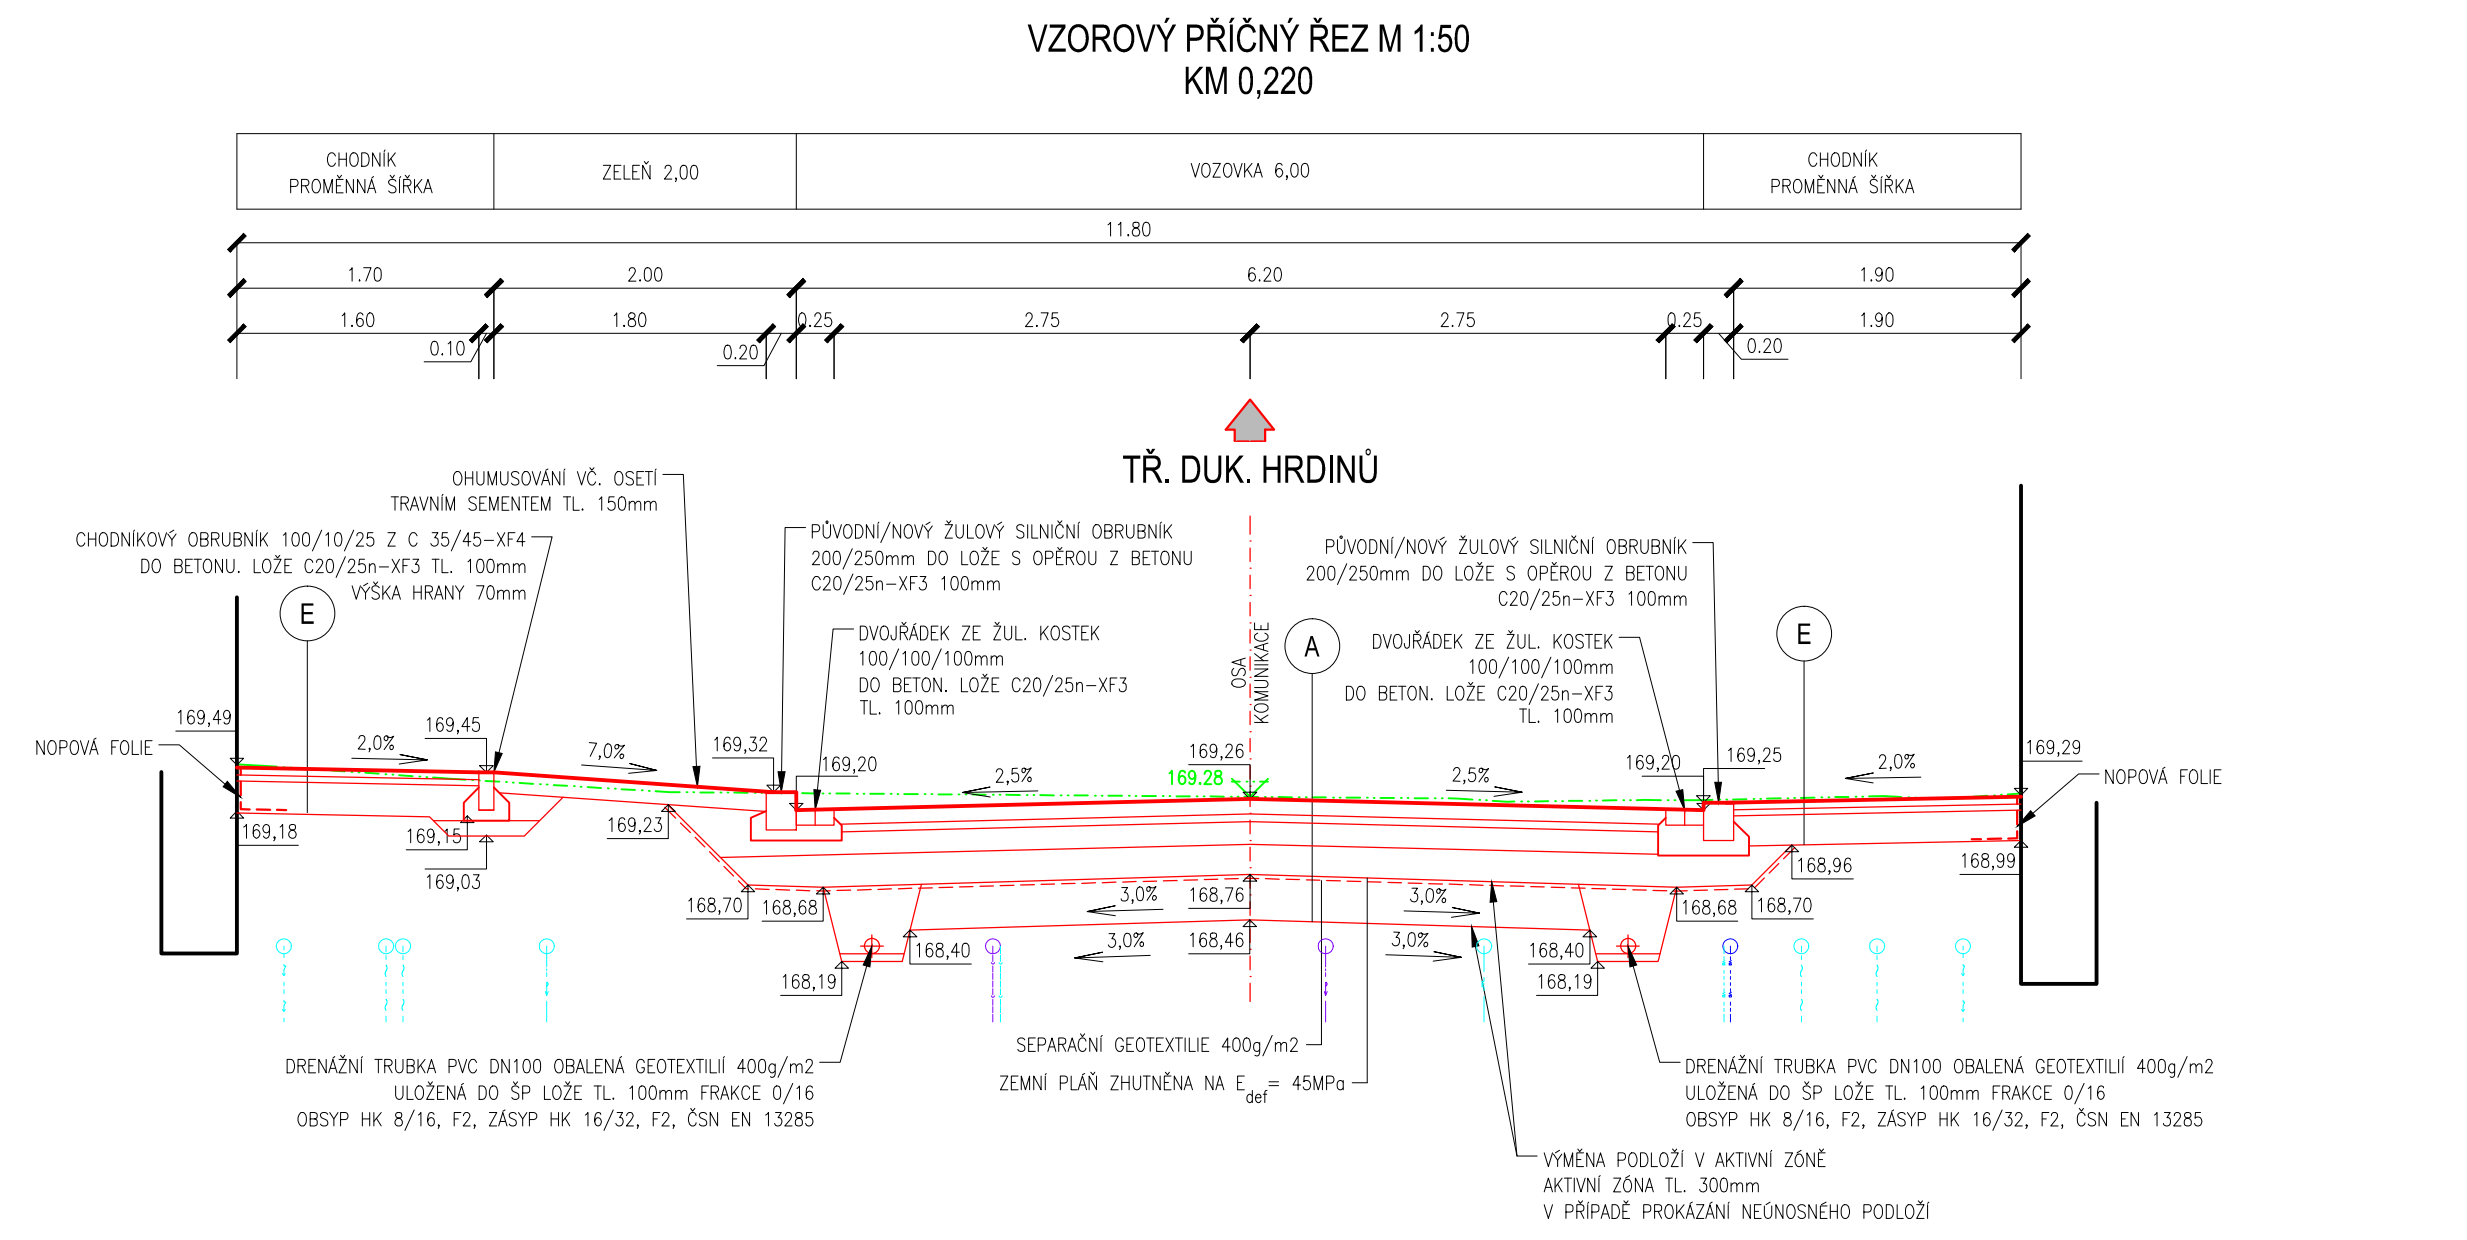 VZOROVÝ PŘÍČNÝ ŘEZ M 1:50
KM 0,220
CHODNÍK
PROMĚNNÁ ŠÍŘKA
ZELEŇ 2,00
VOZOVKA 6,00
CHODNÍK
PROMĚNNÁ ŠÍŘKA
11.80
1.70
2.00
6.20
1.90
1.60
0.10
1.80
0.20
0.25
2.75
2.75
0.25
0.20
1.90
TŘ. DUK. HRDINŮ
OHUMUSOVÁNÍ VČ. OSETÍ
TRAVNÍM SEMENTEM TL. 150mm
CHODNÍKOVÝ OBRUBNÍK 100/10/25 Z C 35/45-XF4
DO BETONU. LOŽE C20/25n-XF3 TL. 100mm
VÝŠKA HRANY 70mm
E
PŮVODNÍ/NOVÝ ŽULOVÝ SILNIČNÍ OBRUBNÍK
200/250mm DO LOŽE S OPĚROU Z BETONU
C20/25n-XF3 100mm
DVOJŘÁDEK ZE ŽUL. KOSTEK
100/100/100mm
DO BETON. LOŽE C20/25n-XF3
TL. 100mm
OSA
KOMUNIKACE
A
PŮVODNÍ/NOVÝ ŽULOVÝ SILNIČNÍ OBRUBNÍK
200/250mm DO LOŽE S OPĚROU Z BETONU
C20/25n-XF3 100mm
DVOJŘÁDEK ZE ŽUL. KOSTEK
100/100/100mm
DO BETON. LOŽE C20/25n-XF3
TL. 100mm
E
169,49
NOPOVÁ FOLIE
2,0%
169,45
7,0%
169,32
169,20
2,5%
169,26
169.28
2,5%
169,20
169,25
2,0%
169,29
NOPOVÁ FOLIE
169,18
169,15
169,03
169,23
168,70
168,68
3,0%
168,76
3,0%
168,68
168,70
168,96
168,99
168,19
168,40
3,0%
168,46
3,0%
168,40
168,19
DRENÁŽNÍ TRUBKA PVC DN100 OBALENÁ GEOTEXTILIÍ 400g/m2
ULOŽENÁ DO ŠP LOŽE TL. 100mm FRAKCE 0/16
OBSYP HK 8/16, F2, ZÁSYP HK 16/32, F2, ČSN EN 13285
SEPARAČNÍ GEOTEXTILIE 400g/m2
ZEMNÍ PLÁŇ ZHUTNĚNA NA Edef= 45MPa
DRENÁŽNÍ TRUBKA PVC DN100 OBALENÁ GEOTEXTILIÍ 400g/m2
ULOŽENÁ DO ŠP LOŽE TL. 100mm FRAKCE 0/16
OBSYP HK 8/16, F2, ZÁSYP HK 16/32, F2, ČSN EN 13285
VÝMĚNA PODLOŽÍ V AKTIVNÍ ZÓNĚ
AKTIVNÍ ZÓNA TL. 300mm
V PŘÍPADĚ PROKÁZÁNÍ NEÚNOSNÉHO PODLOŽÍ